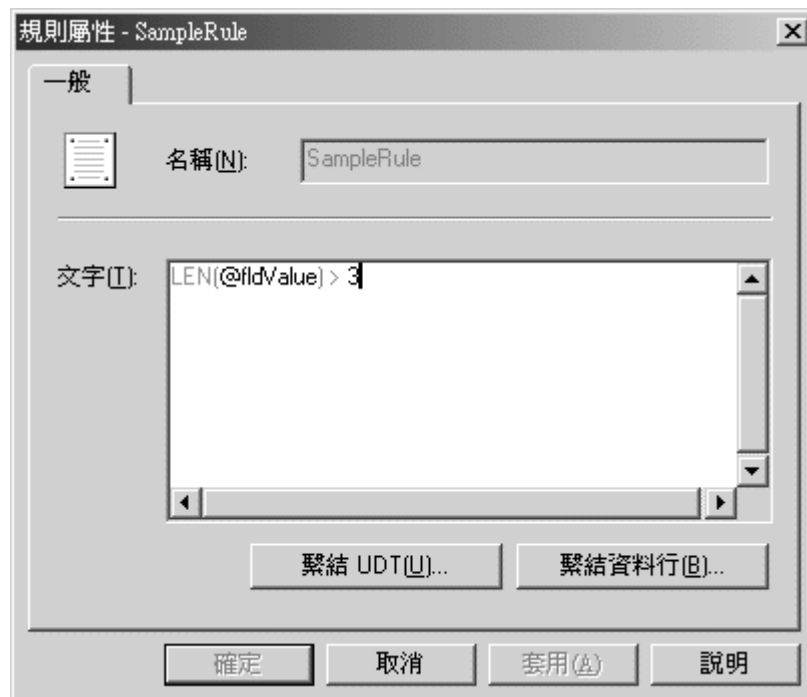 規則屬性 - SampleRule
一般
名稱(N): SampleRule
文字(T): LEN(@fldValue) > 3
繫結 UDT(U)... 繫結資料行(B)...
確定 取消 套用(A) 說明